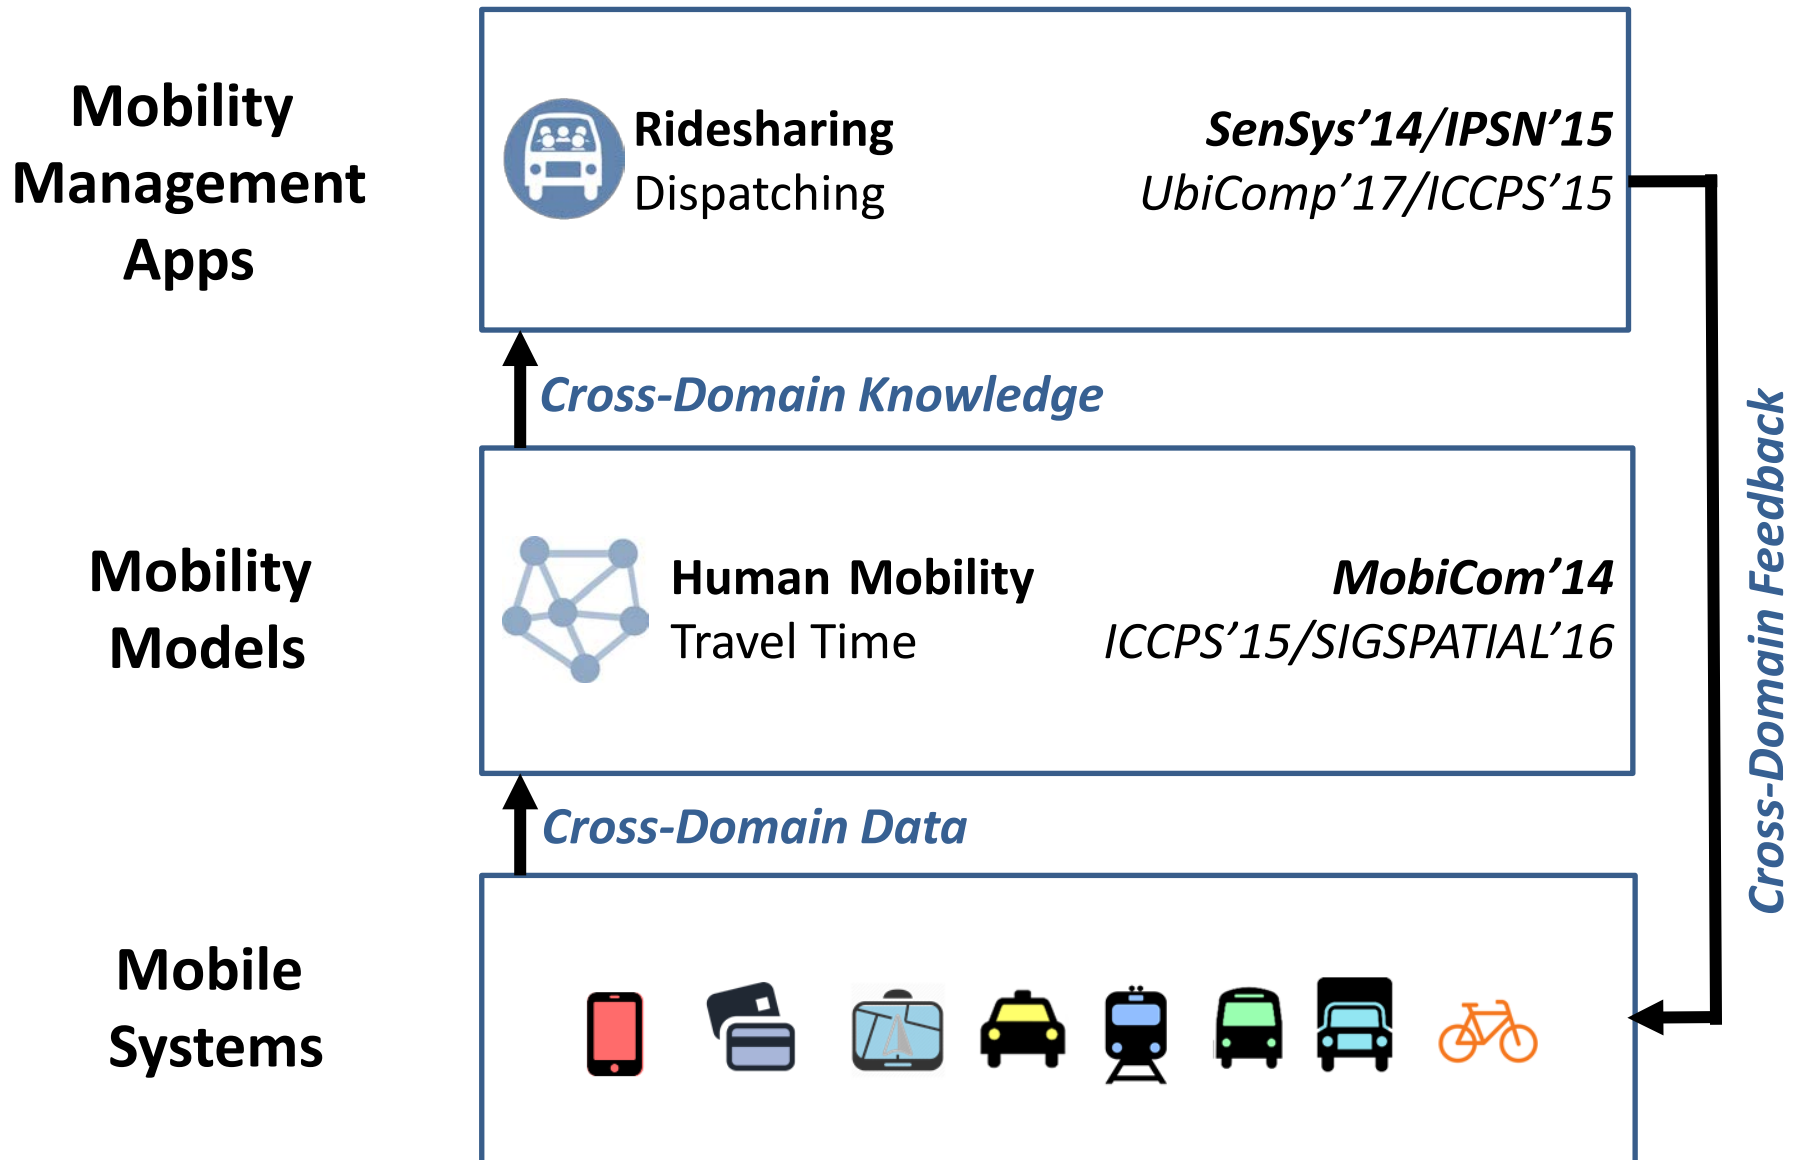 Mobility
Management
Apps
Ridesharing
SenSys’14/IPSN’15
Dispatching
UbiComp’17/ICCPS’15
Cross-Domain Knowledge
Mobility
Models
Human Mobility
MobiCom’14
Travel Time
ICCPS’15/SIGSPATIAL’16
Cross-Domain Feedback
Cross-Domain Data
Mobile
Systems